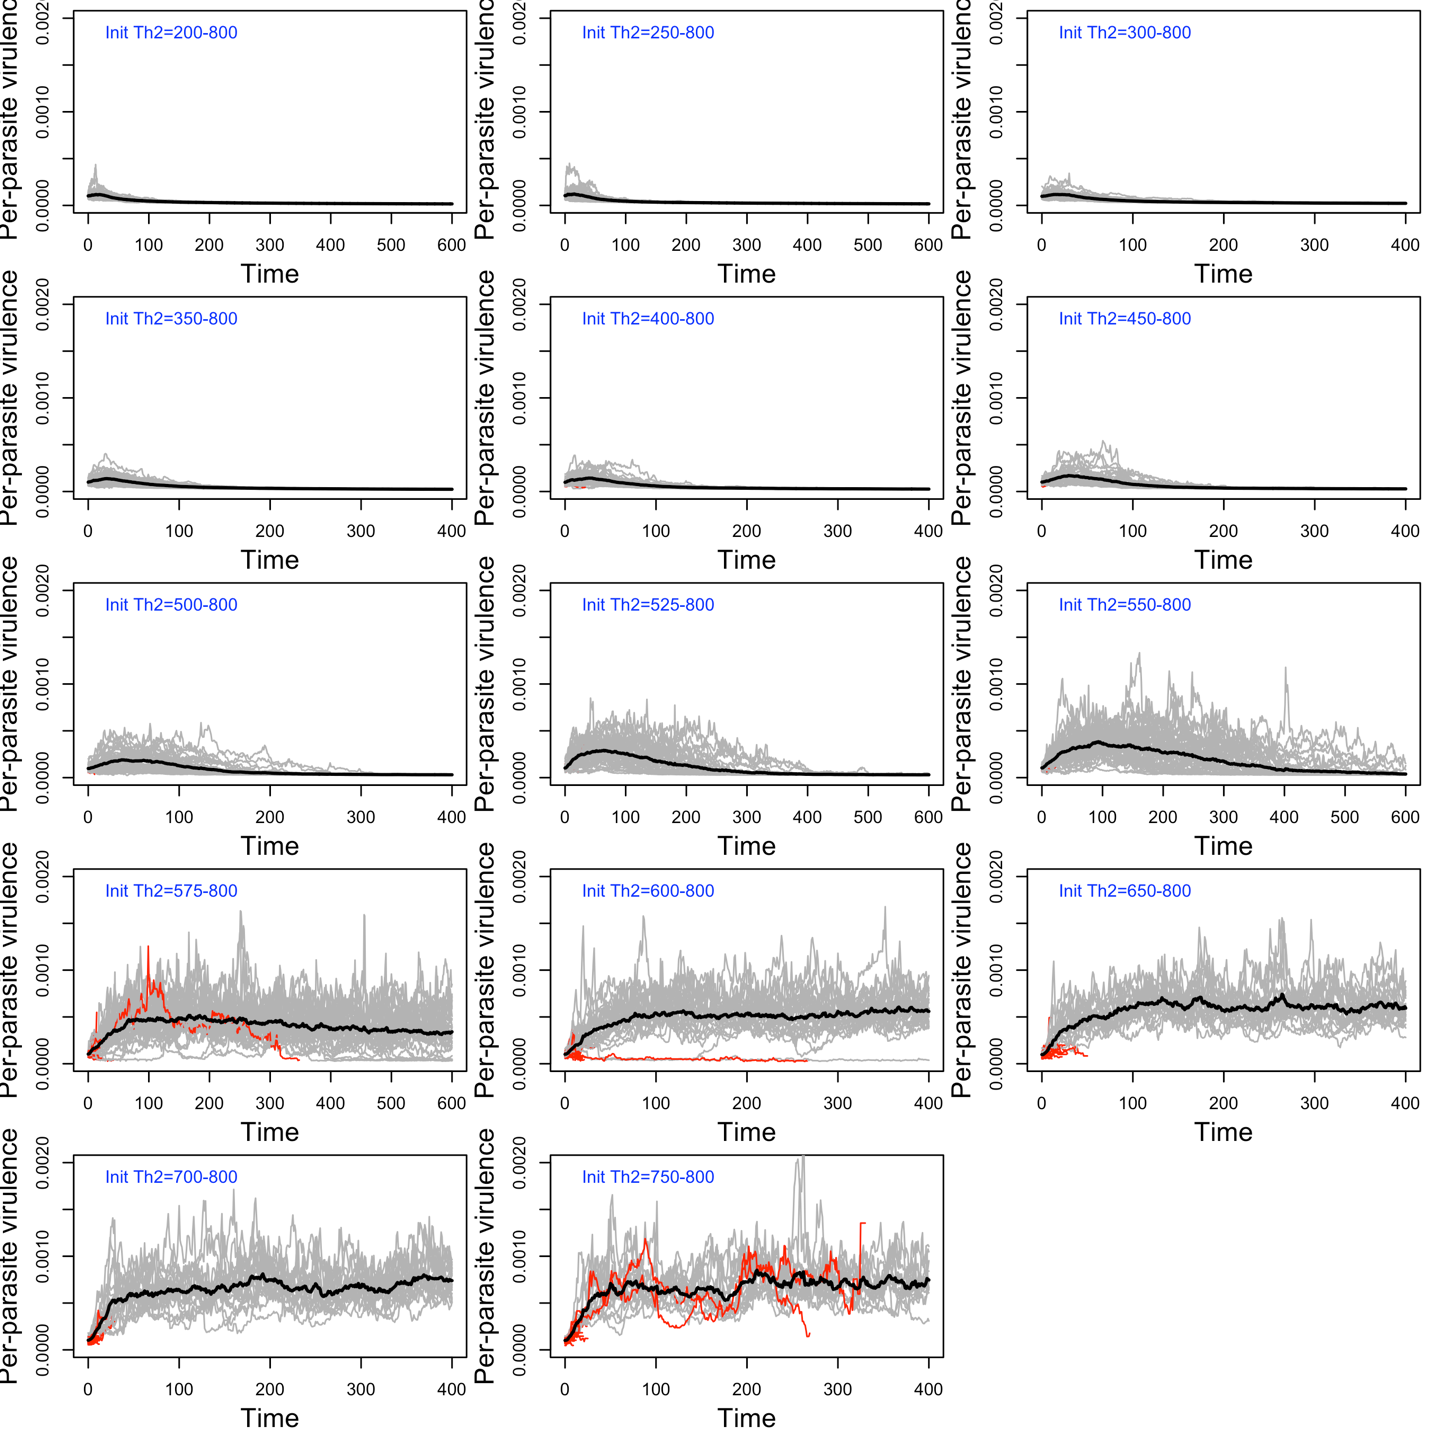 Per-parasite virulence
0.0000 0.0010 0.0020
Init Th2=200-800
0 100 200 300 400 500 600
Time
Per-parasite virulence
0.0000 0.0010 0.0020
Init Th2=250-800
0 100 200 300 400 500 600
Time
Per-parasite virulence
0.0000 0.0010 0.0020
Init Th2=300-800
0 100 200 300 400
Time
Per-parasite virulence
0.0000 0.0010 0.0020
Init Th2=350-800
0 100 200 300 400
Time
Per-parasite virulence
0.0000 0.0010 0.0020
Init Th2=400-800
0 100 200 300 400
Time
Per-parasite virulence
0.0000 0.0010 0.0020
Init Th2=450-800
0 100 200 300 400
Time
Per-parasite virulence
0.0000 0.0010 0.0020
Init Th2=500-800
0 100 200 300 400
Time
Per-parasite virulence
0.0000 0.0010 0.0020
Init Th2=525-800
0 100 200 300 400 500 600
Time
Per-parasite virulence
0.0000 0.0010 0.0020
Init Th2=550-800
0 100 200 300 400 500 600
Time
Per-parasite virulence
0.0000 0.0010 0.0020
Init Th2=575-800
0 100 200 300 400 500 600
Time
Per-parasite virulence
0.0000 0.0010 0.0020
Init Th2=600-800
0 100 200 300 400
Time
Per-parasite virulence
0.0000 0.0010 0.0020
Init Th2=650-800
0 100 200 300 400
Time
Per-parasite virulence
0.0000 0.0010 0.0020
Init Th2=700-800
0 100 200 300 400
Time
Per-parasite virulence
0.0000 0.0010 0.0020
Init Th2=750-800
0 100 200 300 400
Time